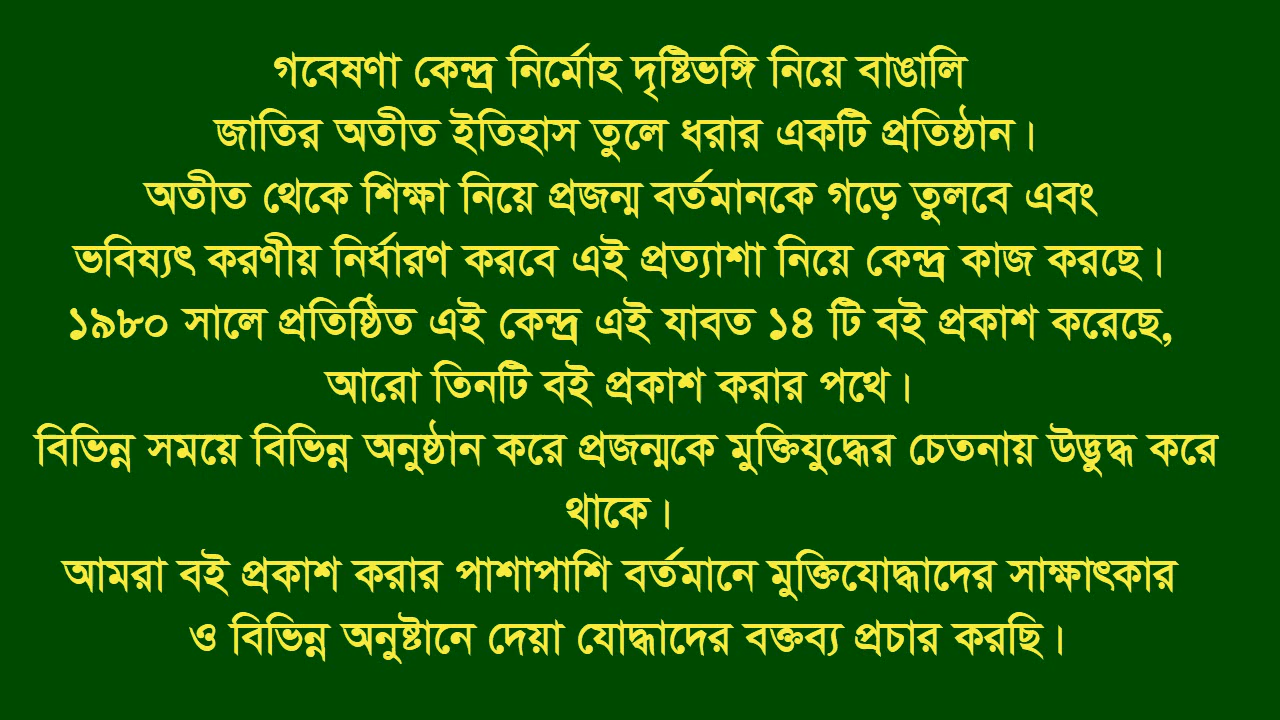 গবেষণা কেন্দ্র নির্মোহ দৃষ্টিভঙ্গি নিয়ে বাঙালি
জাতির অতীত ইতিহাস তুলে ধরার একটি প্রতিষ্ঠান।
অতীত থেকে শিক্ষা নিয়ে প্রজন্ম বর্তমানকে গড়ে তুলবে এবং
ভবিষ্যৎ করণীয় নির্ধারণ করবে এই প্রত্যাশা নিয়ে কেন্দ্র কাজ করছে।
১৯৮০ সালে প্রতিষ্ঠিত এই কেন্দ্র এই যাবত ১৪ টি বই প্রকাশ করেছে,
আরো তিনটি বই প্রকাশ করার পথে।
বিভিন্ন সময়ে বিভিন্ন অনুষ্ঠান করে প্রজন্মকে মুক্তিযুদ্ধের চেতনায় উদ্ভুদ্ধ করে
থাকে।
আমরা বই প্রকাশ করার পাশাপাশি বর্তমানে মুক্তিযোদ্ধাদের সাক্ষাৎকার
ও বিভিন্ন অনুষ্টানে দেয়া যোদ্ধাদের বক্তব্য প্রচার করছি।